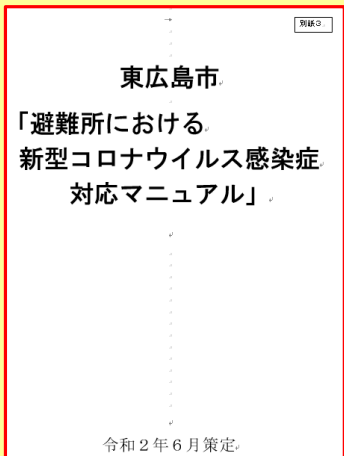 別紙3
東広島市
「避難所における
新型コロナウイルス感染症
対応マニュアル」
令和2年6月策定